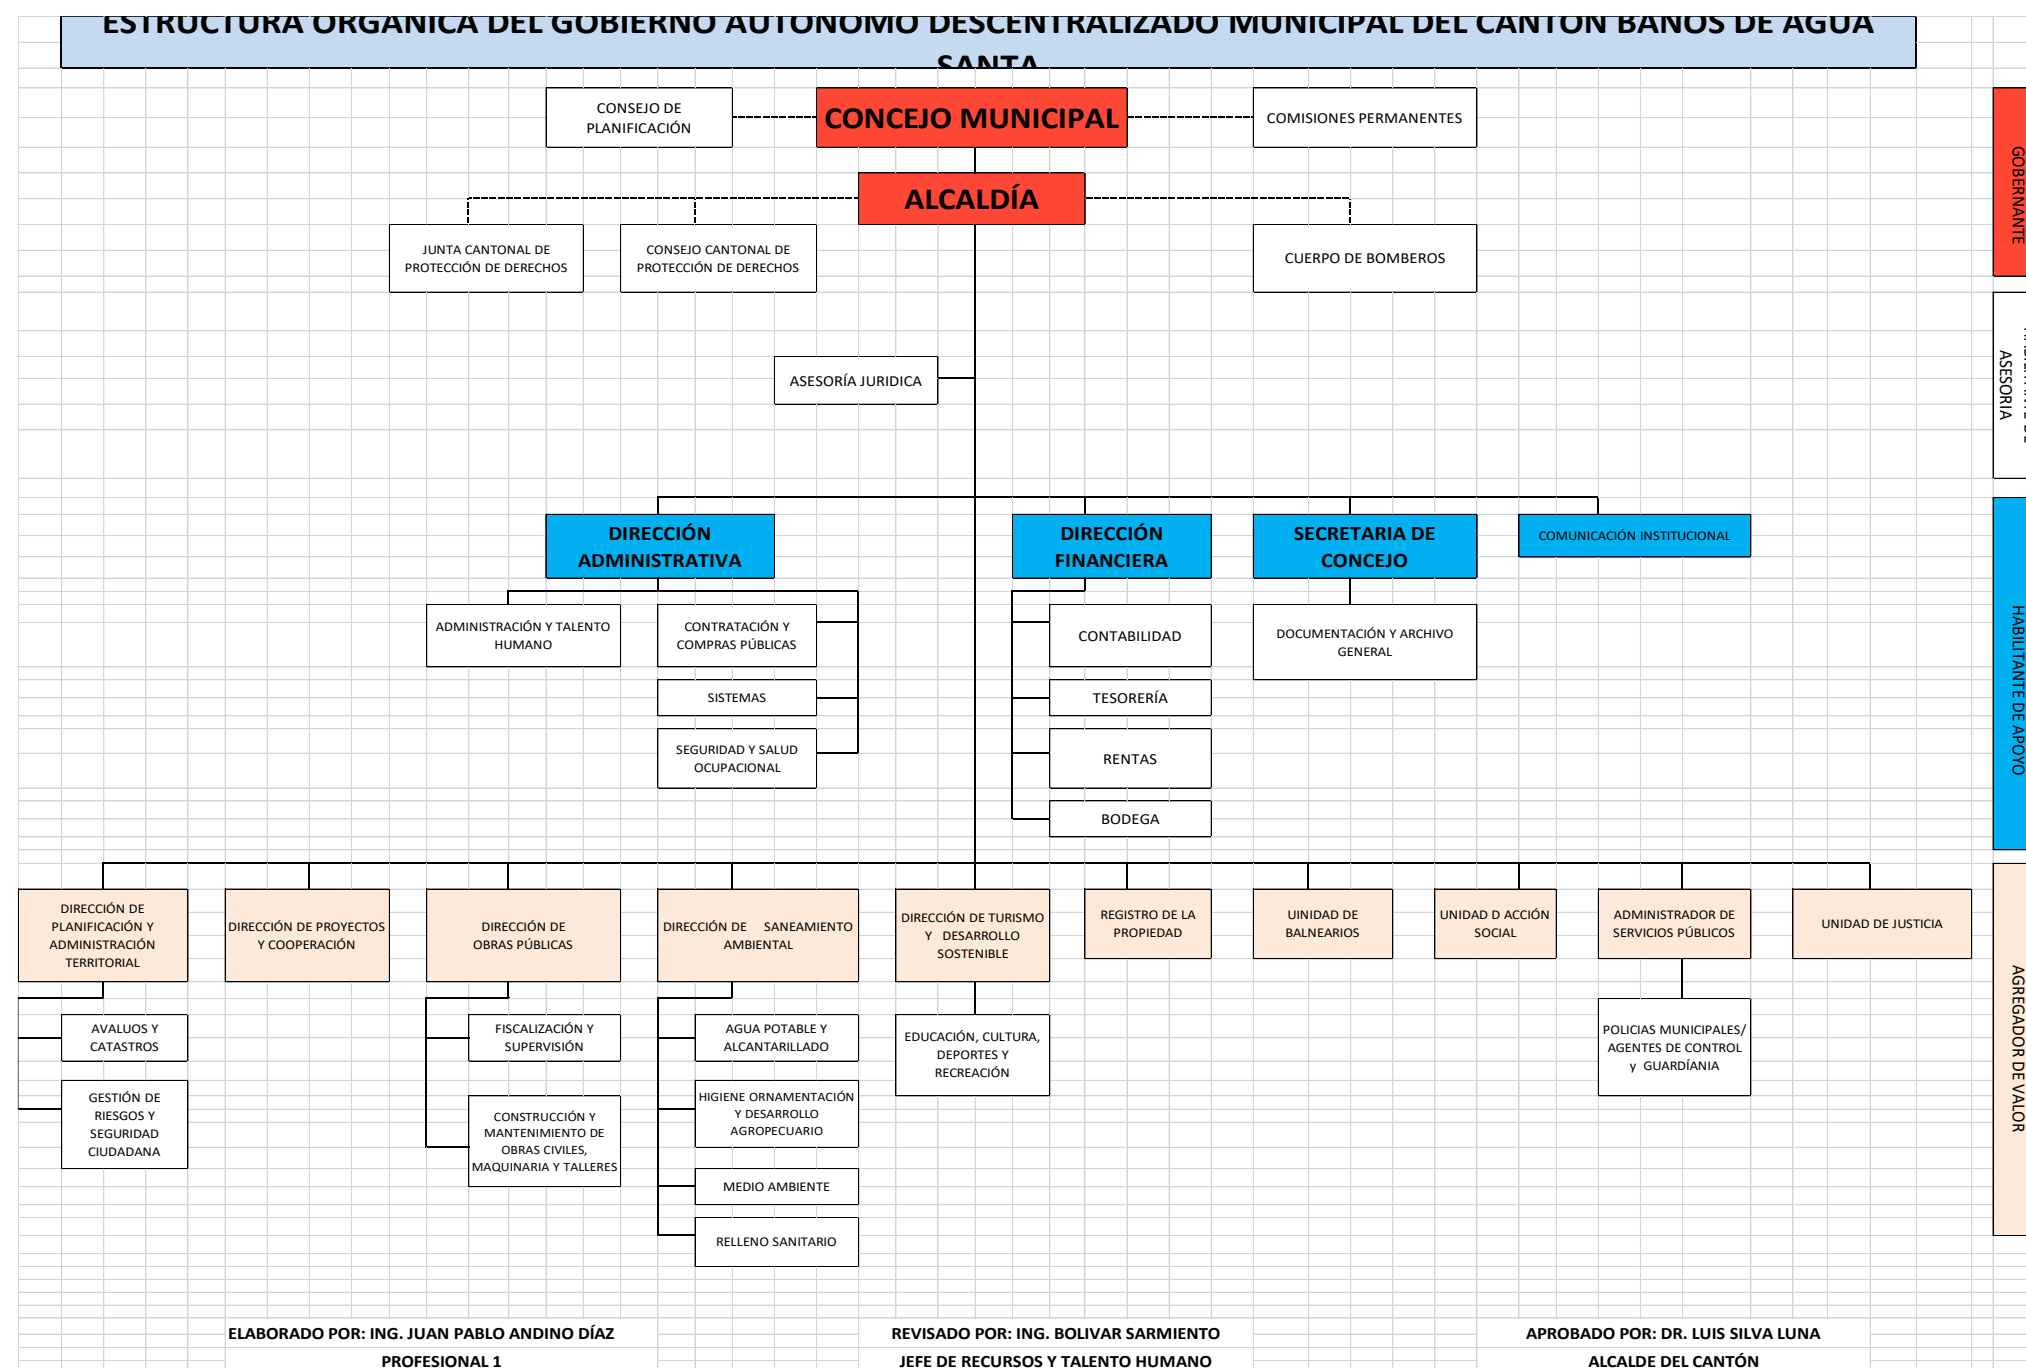 ESTRUCTURA ORGÁNICA DEL GOBIERNO AUTÓNOMO DESCENTRALIZADO MUNICIPAL DEL CANTÓN BAÑOS DE AGUA
SANTA
CONSEJO DE
PLANIFICACIÓN
CONCEJO MUNICIPAL
COMISIONES PERMANENTES
GOBERNANTE
ALCALDÍA
JUNTA CANTONAL DE
PROTECCIÓN DE DERECHOS
CONSEJO CANTONAL DE
PROTECCIÓN DE DERECHOS
CUERPO DE BOMBEROS
ASESORÍA JURIDICA
ASESORIA
DIRECCIÓN
ADMINISTRATIVA
DIRECCIÓN
FINANCIERA
SECRETARIA DE
CONCEJO
COMUNICACIÓN INSTITUCIONAL
HABILITANTE DE APOYO
ADMINISTRACIÓN Y TALENTO
HUMANO
CONTRATACIÓN Y
COMPRAS PÚBLICAS
CONTABILIDAD
DOCUMENTACIÓN Y ARCHIVO
GENERAL
SISTEMAS
TESORERÍA
SEGURIDAD Y SALUD
OCUPACIONAL
RENTAS
BODEGA
DIRECCIÓN DE
PLANIFICACIÓN Y
ADMINISTRACIÓN
TERRITORIAL
DIRECCIÓN DE PROYECTOS
Y COOPERACIÓN
DIRECCIÓN DE
OBRAS PÚBLICAS
DIRECCIÓN DE SANEAMIENTO
AMBIENTAL
DIRECCIÓN DE TURISMO
Y DESARROLLO
SOSTENIBLE
REGISTRO DE LA
PROPIEDAD
UINIDAD DE
BALNEARIOS
UNIDAD D ACCIÓN
SOCIAL
ADMINISTRADOR DE
SERVICIOS PÚBLICOS
UNIDAD DE JUSTICIA
AGREGADOR DE VALOR
AVALUOS Y
CATASTROS
FISCALIZACIÓN Y
SUPERVISIÓN
AGUA POTABLE Y
ALCANTARILLADO
EDUCACIÓN, CULTURA,
DEPORTES Y
RECREACIÓN
POLICIAS MUNICIPALES/
AGENTES DE CONTROL
y GUARDÍANIA
GESTIÓN DE
RIESGOS Y
SEGURIDAD
CIUDADANA
CONSTRUCCIÓN Y
MANTENIMIENTO DE
OBRAS CIVILES,
MAQUINARIA Y TALLERES
HIGIENE ORNAMENTACIÓN
Y DESARROLLO
AGROPECUARIO
MEDIO AMBIENTE
RELLENO SANITARIO
ELABORADO POR: ING. JUAN PABLO ANDINO DÍAZ
PROFESIONAL 1
REVISADO POR: ING. BOLIVAR SARMIENTO
JEFE DE RECURSOS Y TALENTO HUMANO
APROBADO POR: DR. LUIS SILVA LUNA
ALCALDE DEL CANTÓN